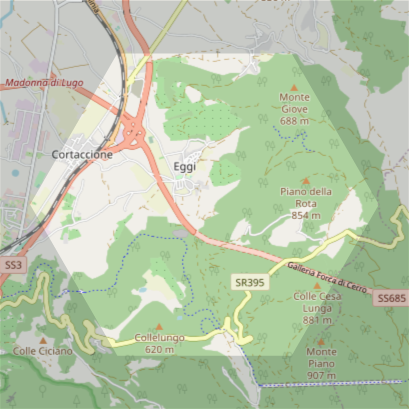 Madonna di Lugo
Monte
Giove
688 m
Cortaccione
Eggi
Piano della
Rota
854 m
SS3
Galleria Forca di Cerro
SR395
SS685
Colle Cesa
Lunga
881 m
Collelungo
620 m
Colle Ciciano
Monte
Piano
907 m